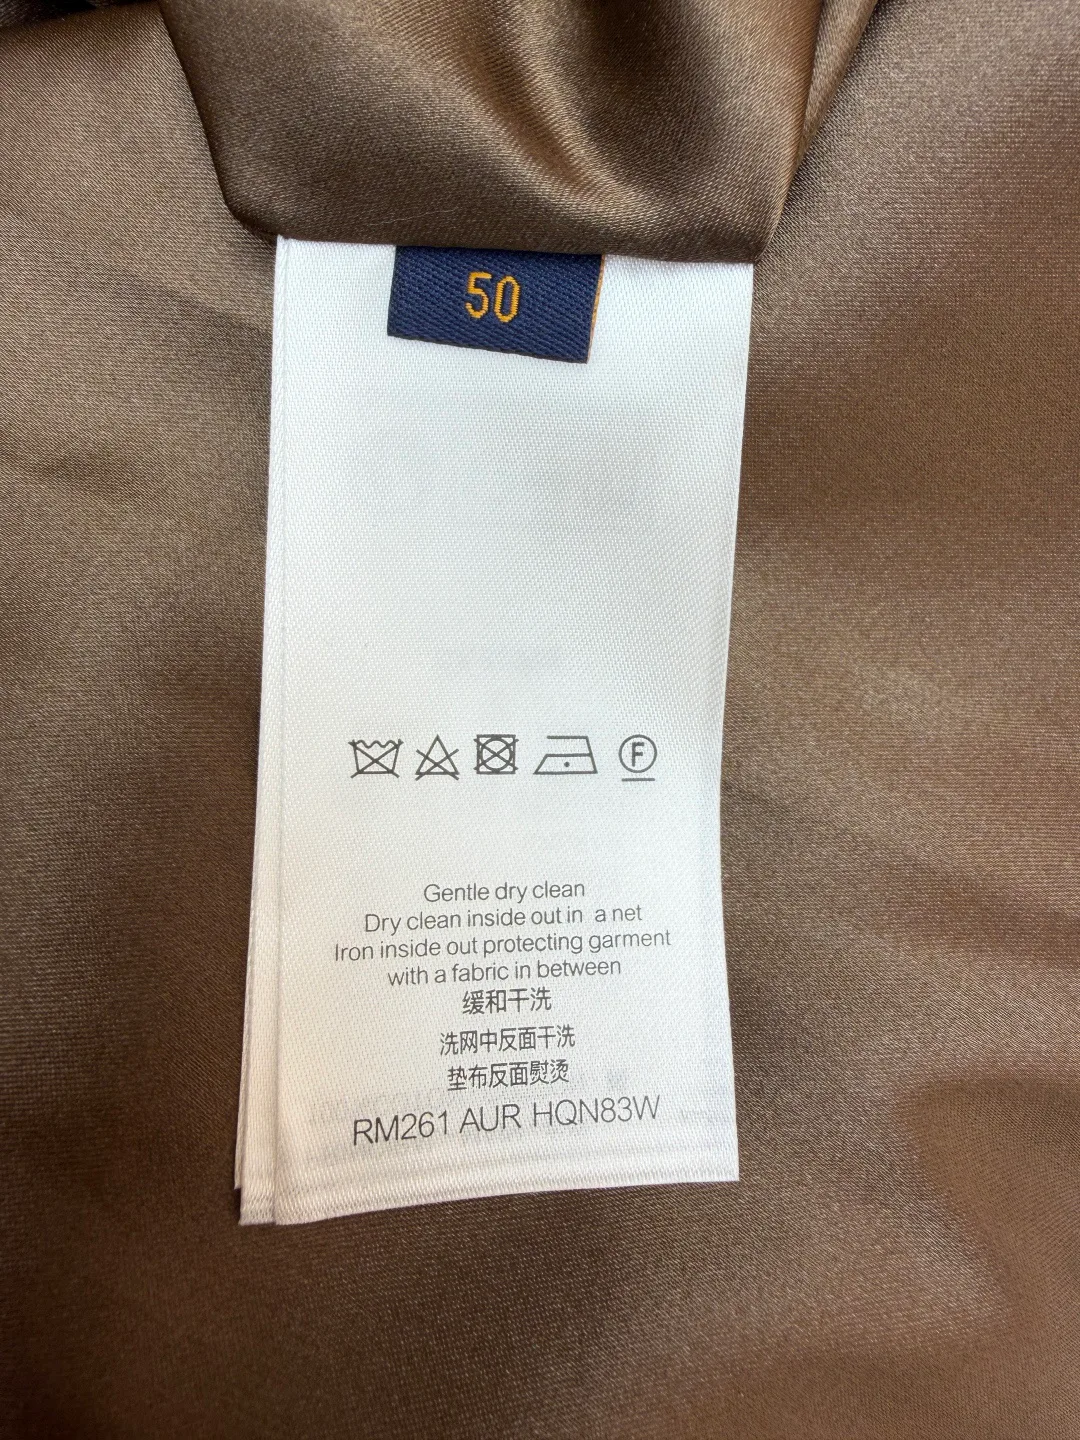 50
F
Gentle dry clean
Dry clean inside out in a net
Iron inside out protecting garment
with a fabric in between
缓和干洗
洗网中反面干洗
垫布反面熨烫
RM261 AUR HQN83W